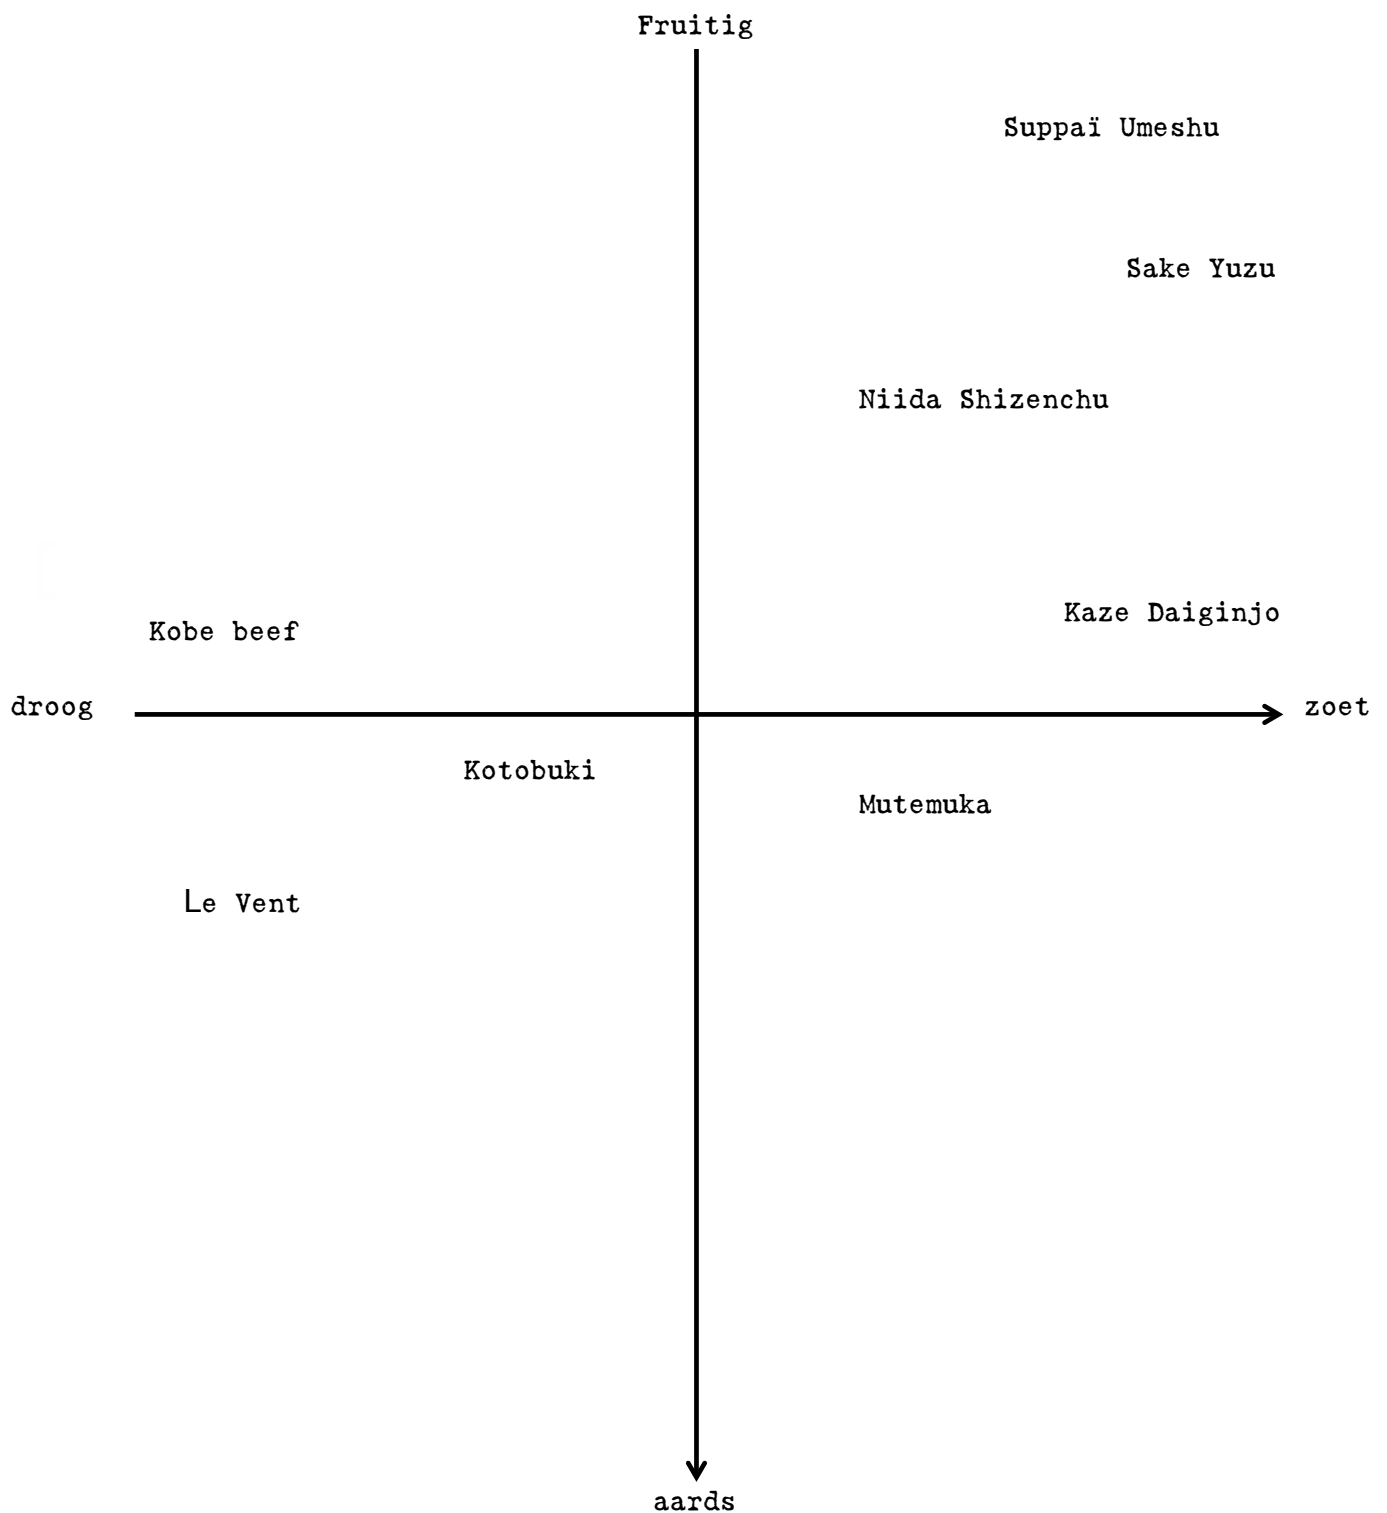 Fruitig
Suppaï Umeshu
Sake Yuzu
Niida Shizenchu
Kaze Daiginjo
Kobe beef
droog
zoet
Kotobuki
Mutemuka
Le Vent
aards